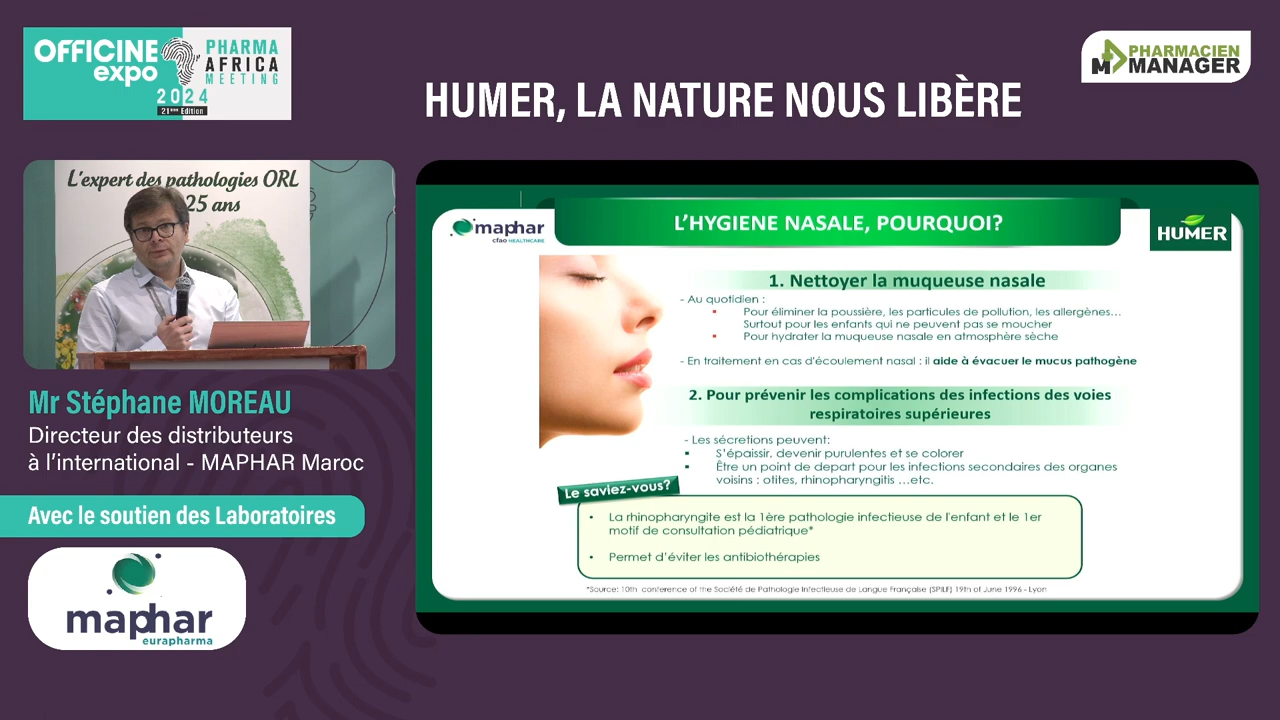 OFFICINE
expo
PHARMA
AFRICA
MEETING
2024
21ème Edition
PHARMACIEN
MANAGER
HUMER, LA NATURE NOUS LIBÈRE
L'expert des pathologies ORL
25 ans
Mr Stéphane MOREAU
Directeur des distributeurs
à l'international - MAPHAR Maroc
Avec le soutien des Laboratoires
maphar
eurapharma
maphar
cfao HEALTHCARE
L'HYGIENE NASALE, POURQUOI?
HUMER
1. Nettoyer la muqueuse nasale
- Au quotidien :
▪ Pour éliminer la poussière, les particules de pollution, les allergènes...
Surtout pour les enfants qui ne peuvent pas se moucher
▪ Pour hydrater la muqueuse nasale en atmosphère sèche
- En traitement en cas d'écoulement nasal : il aide à évacuer le mucus pathogène
2. Pour prévenir les complications des infections des voies
respiratoires supérieures
- Les sécretions peuvent:
▪ S'épaissir, devenir purulentes et se colorer
▪ Être un point de depart pour les infections secondaires des organes
voisins : otites, rhinopharyngitis ...etc.
Le saviez-vous?
• La rhinopharyngite est la 1ère pathologie infectieuse de l'enfant et le 1er
motif de consultation pédiatrique*
• Permet d'éviter les antibiothérapies
*Source: 10th conference of the Société de Pathologie Infectieuse de Langue Française (SPILF) 19th of June 1996 - Lyon